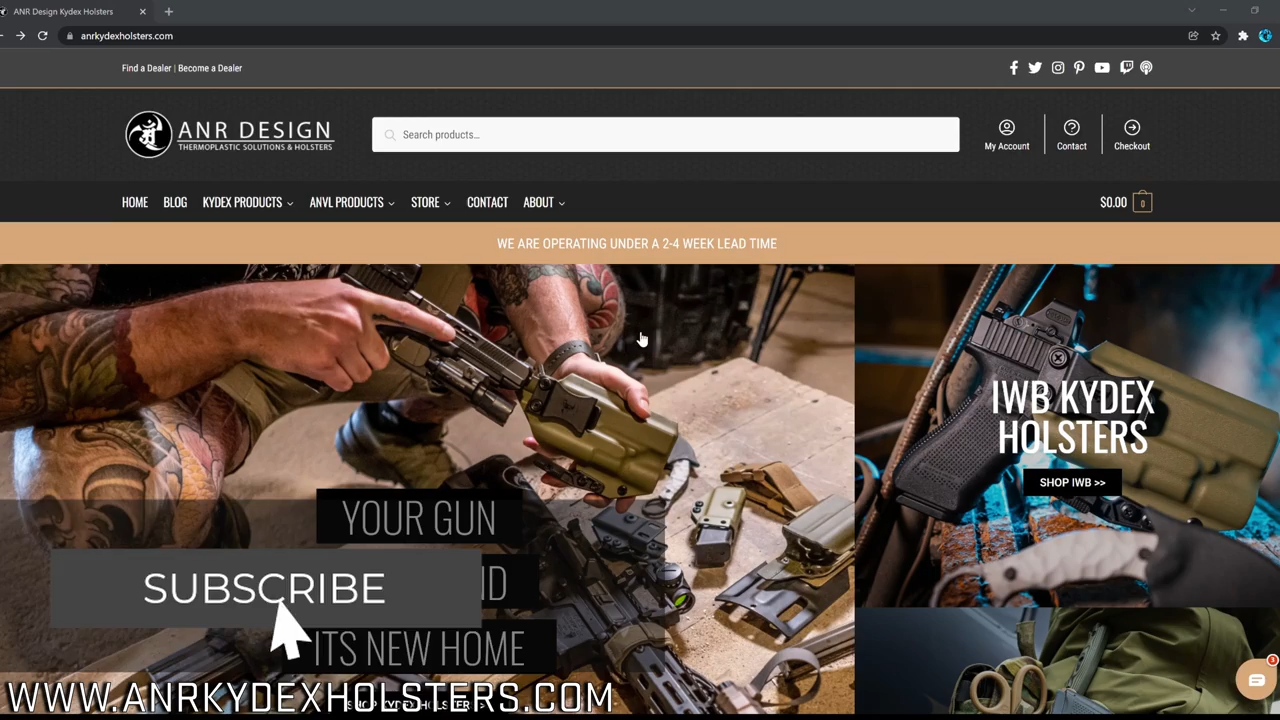 ANR Design Kydex Holsters
anrkydexholsters.com
Find a Dealer | Become a Dealer
ANR DESIGN
THERMOPLASTIC SOLUTIONS & HOLSTERS
Search products...
My Account
Contact
Checkout
HOME
BLOG
KYDEX PRODUCTS
ANVL PRODUCTS
STORE
CONTACT
ABOUT
$0.00
0
WE ARE OPERATING UNDER A 2-4 WEEK LEAD TIME
IWB KYDEX
HOLSTERS
SHOP IWB >>
YOUR GUN
SUBSCRIBE
ITS NEW HOME
3
WWW.ANRKYDEXHOLSTERS.COM